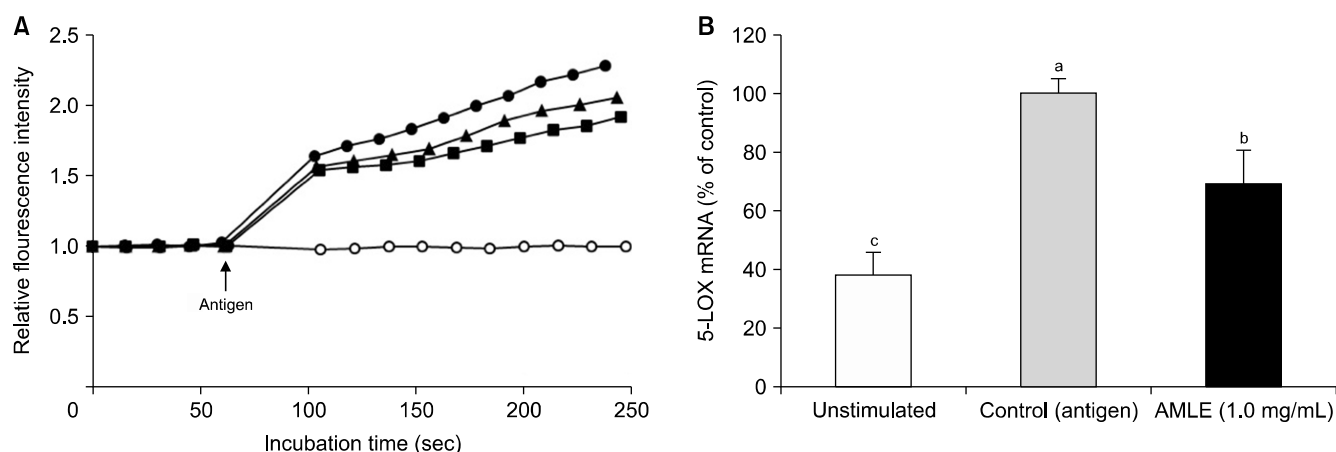 A
2.5
2.0
1.5
1.0
0.5
0
50
100
150
200
250
Relative flourescence intensity
Antigen
Incubation time (sec)
B
120
100
80
60
40
20
0
5-LOX mRNA (% of control)
c
a
b
Unstimulated
Control (antigen)
AMLE (1.0 mg/mL)